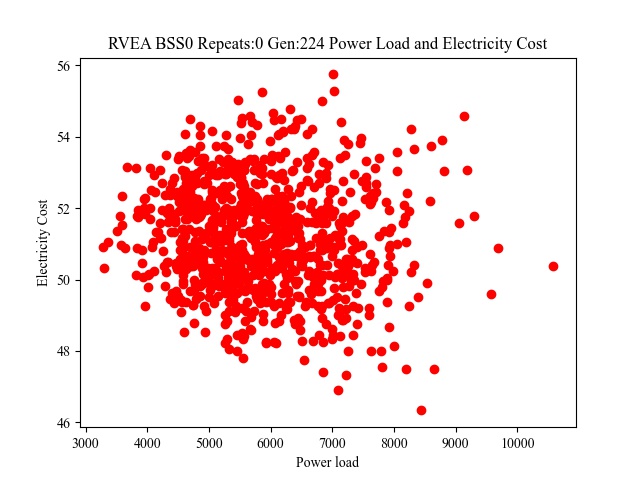 RVEA BSS0 Repeats:0 Gen:224 Power Load and Electricity Cost
56
54
52
50
48
46
Electricity Cost
3000 4000 5000 6000 7000 8000 9000 10000
Power load